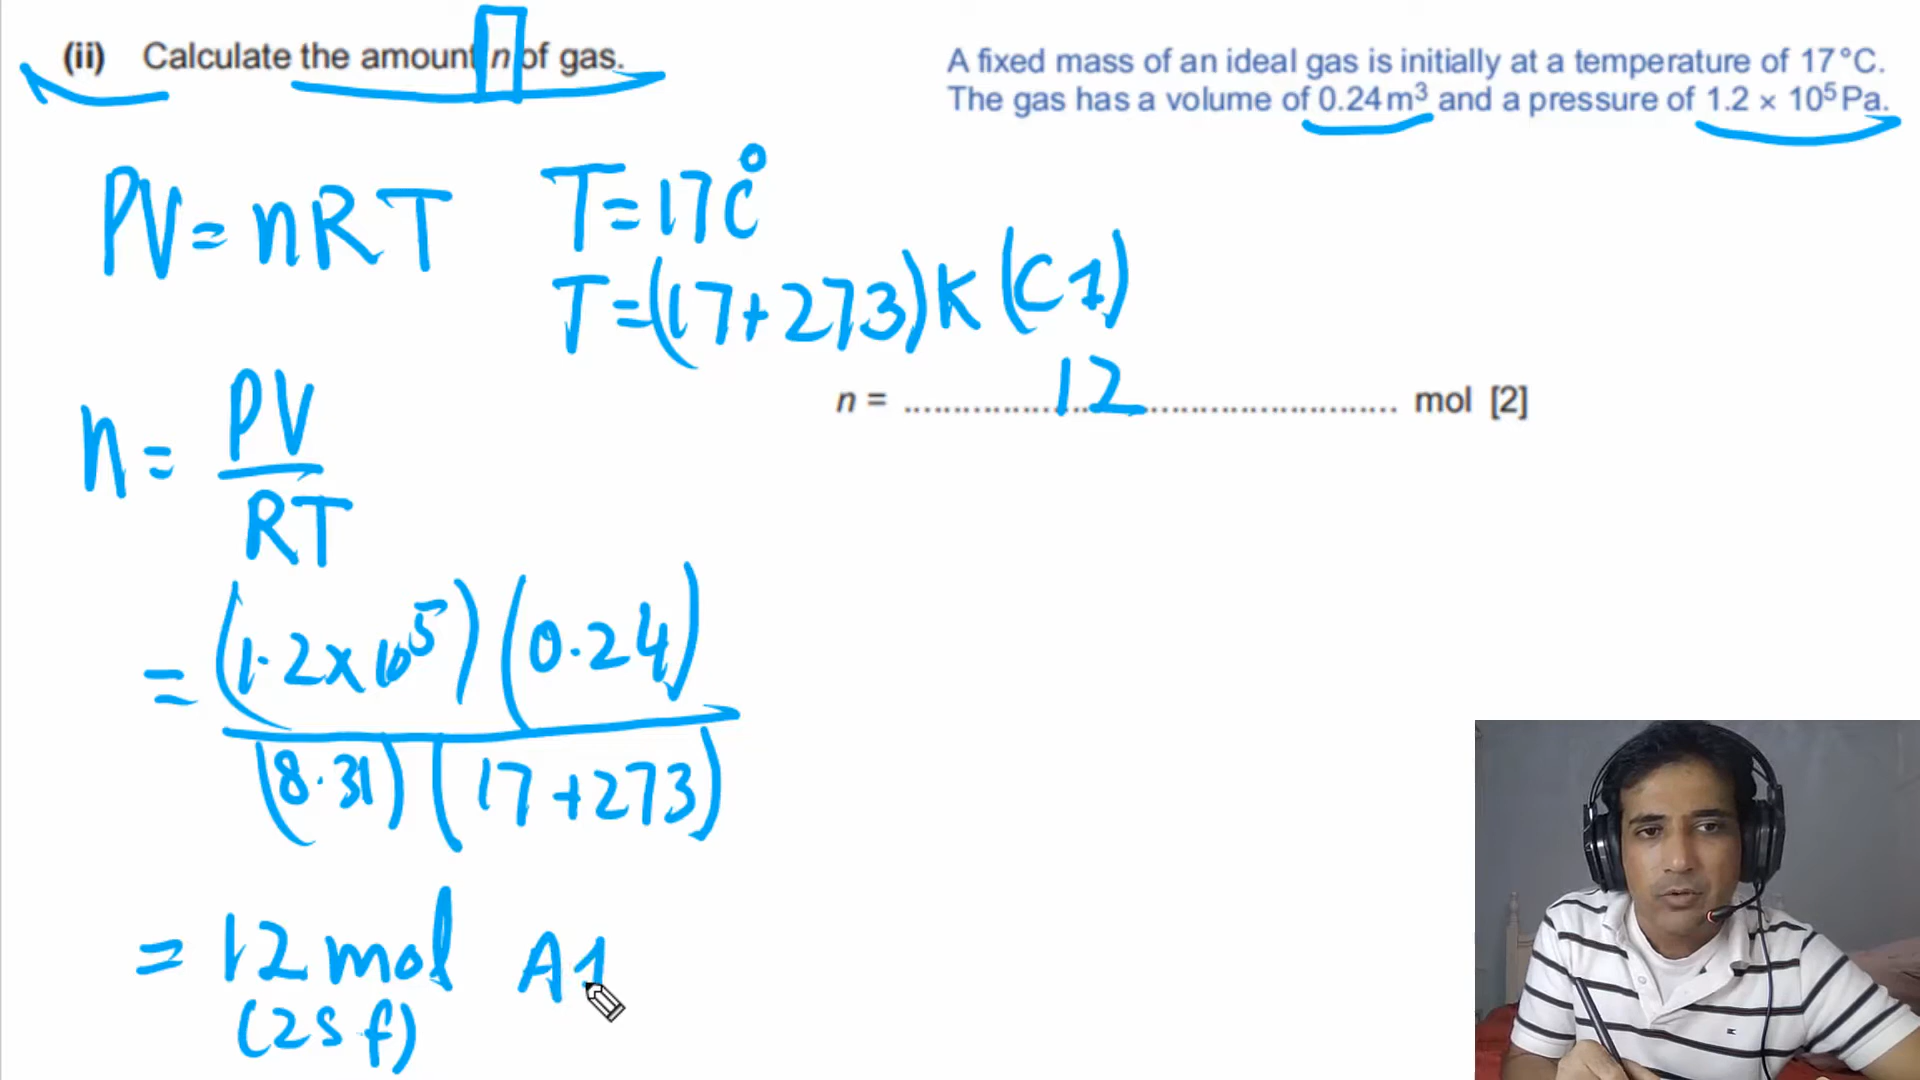 (ii) Calculate the amount n of gas.
A fixed mass of an ideal gas is initially at a temperature of 17 °C.
The gas has a volume of 0.24 m³ and a pressure of 1.2 × 10⁵ Pa.
PV = nRT
T = 17 C°
T = (17+273) K (C1)
n = .......... 12 .......... mol [2]
n = PV / RT
= (1.2 x 10⁵) (0.24) / (8.31) (17+273)
= 12 mol A1
(2sf)